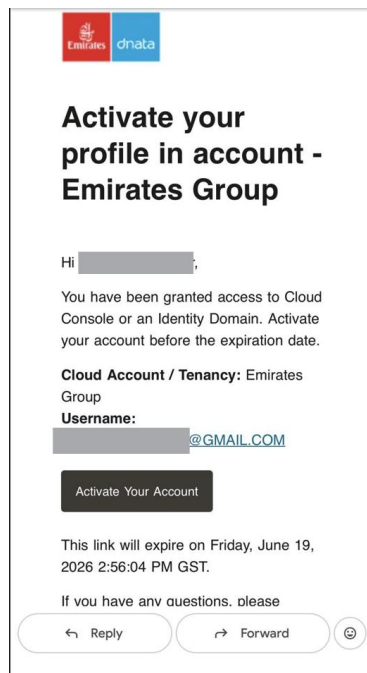 Emirates dnata
Activate your
profile in account -
Emirates Group
Hi ,
You have been granted access to Cloud
Console or an Identity Domain. Activate
your account before the expiration date.
Cloud Account / Tenancy: Emirates
Group
Username:
@GMAIL.COM
Activate Your Account
This link will expire on Friday, June 19,
2026 2:56:04 PM GST.
If you have any questions, please
Reply Forward